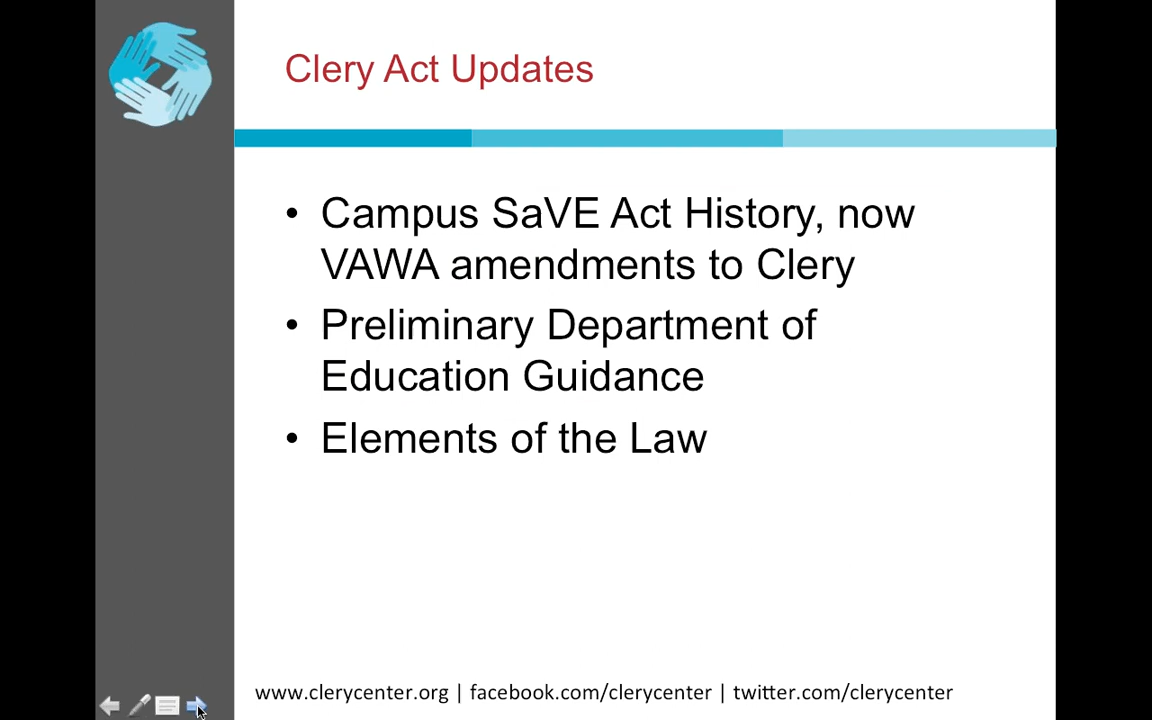 Clery Act Updates
• Campus SaVE Act History, now
VAWA amendments to Clery
• Preliminary Department of
Education Guidance
• Elements of the Law
www.clerycenter.org | facebook.com/clerycenter | twitter.com/clerycenter